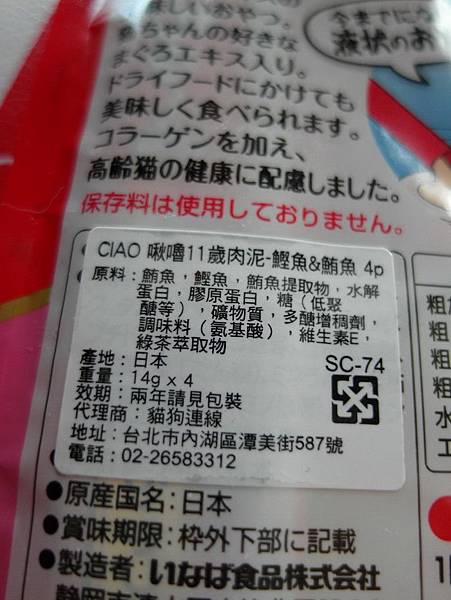 味しいおやつ。
ちゃんの好きな
まぐろエキス入り。
ドライフードにかけても
美味しく食べられます。
コラーゲンを加え、
高齢猫の健康に配慮しました。
保存料は使用しておりません。
今までにな
液状のお
CIAO 啾嚕11歲肉泥-鰹魚&鮪魚 4p
原料：鮪魚，鰹魚，鮪魚提取物，水解
蛋白，膠原蛋白，糖（低聚
醣等），礦物質，多醣增稠劑，
調味料（氨基酸），維生素E，
綠茶萃取物
產地：日本
SC-74
重量：14g × 4
效期：兩年請見包裝
代理商：貓狗連線
地址：台北市內湖區潭美街587號
電話：02-26583312
粗
粗
粗
粗
水
●原産国名：日本
●賞味期限：枠外下部に記載
●製造者：いなば食品株式会社